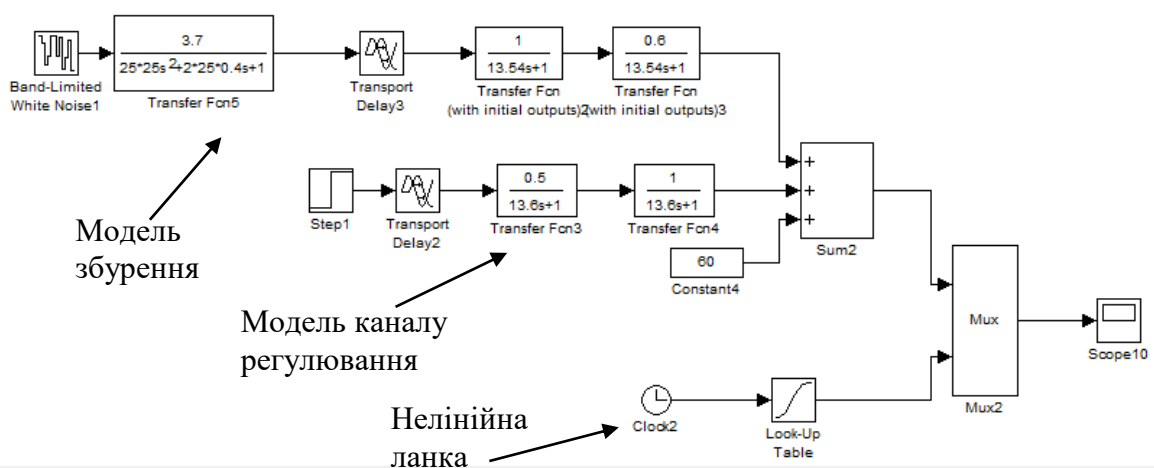 3.7
25*25s²+2*25*0.4s+1
1
13.54s+1
0.6
13.54s+1
Band-Limited
White Noise1
Transfer Fcn5
Transport
Delay3
Transfer Fcn
(with initial outputs)2
Transfer Fcn
(with initial outputs)3
Step1
Transport
Delay2
0.5
13.6s+1
Transfer Fcn3
1
13.6s+1
Transfer Fcn4
60
Constant4
+
+
+
Sum2
Модель
збурення
Модель каналу
регулювання
Mux
Mux2
Scope10
Нелінійна
ланка
Clock2
Look-Up
Table